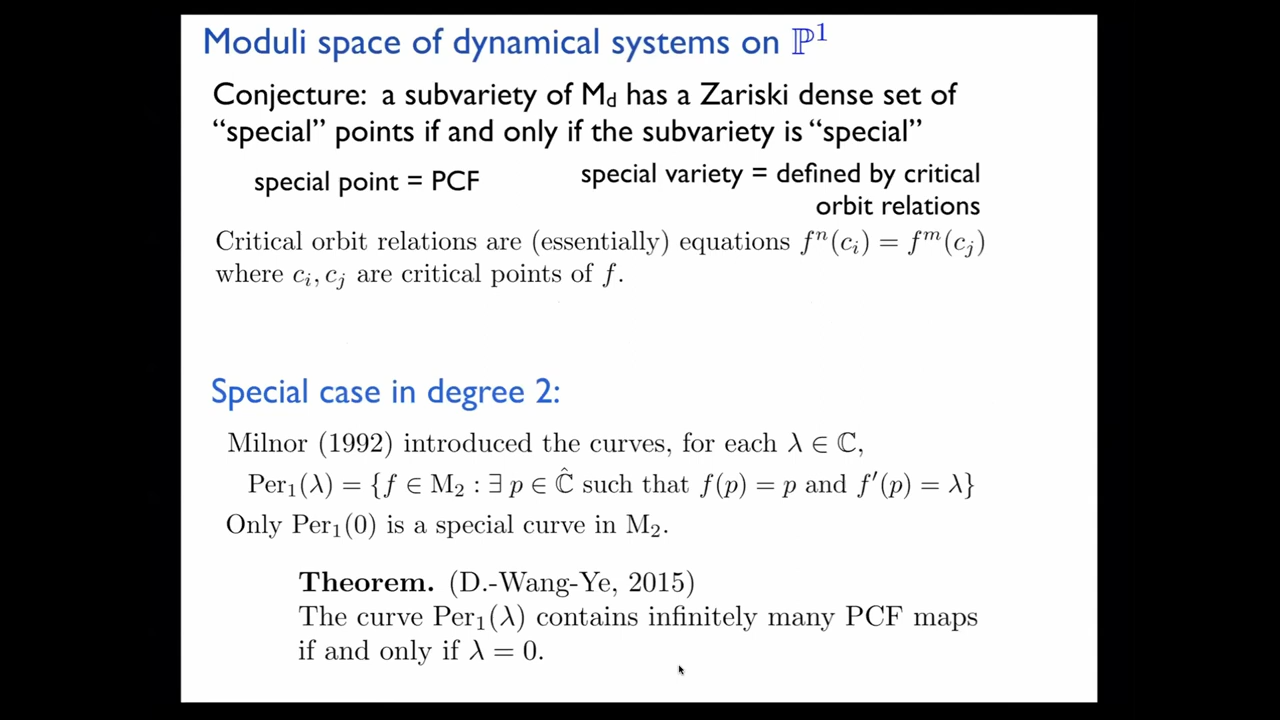 Moduli space of dynamical systems on ℙ¹
Conjecture: a subvariety of M_d has a Zariski dense set of
“special” points if and only if the subvariety is “special”
special point = PCF
special variety = defined by critical
orbit relations
Critical orbit relations are (essentially) equations fⁿ(c_i) = fᵐ(c_j)
where c_i, c_j are critical points of f.
Special case in degree 2:
Milnor (1992) introduced the curves, for each λ ∈ ℂ,
Per₁(λ) = {f ∈ M₂ : ∃ p ∈ Ĉ such that f(p) = p and f′(p) = λ}
Only Per₁(0) is a special curve in M₂.
Theorem. (D.-Wang-Ye, 2015)
The curve Per₁(λ) contains infinitely many PCF maps
if and only if λ = 0.